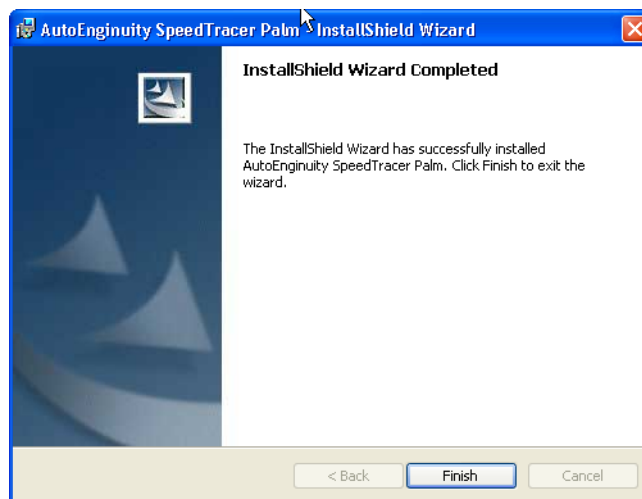 AutoEnginuity SpeedTracer Palm - InstallShield Wizard
InstallShield Wizard Completed
The InstallShield Wizard has successfully installed
AutoEnginuity SpeedTracer Palm. Click Finish to exit the
wizard.
< Back
Finish
Cancel